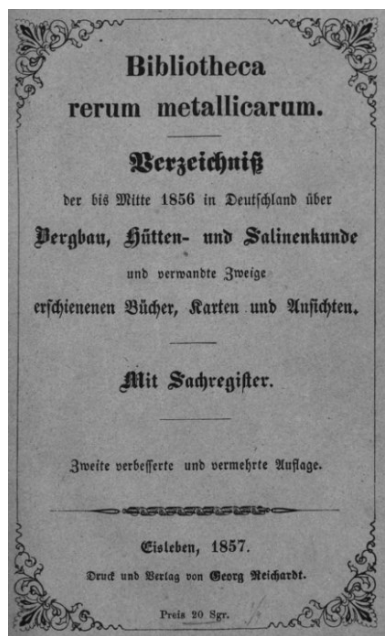 Bibliotheca
rerum metallicarum.
Verzeichniß
der bis Mitte 1856 in Deutschland über
Bergbau, Hütten- und Salinenkunde
und verwandte Zweige
erschienenen Bücher, Karten und Ansichten.
Mit Sachregister.
Zweite verbesserte und vermehrte Auflage.
Eisleben, 1857.
Druck und Verlag von Georg Reichardt.
Preis 20 Sgr.